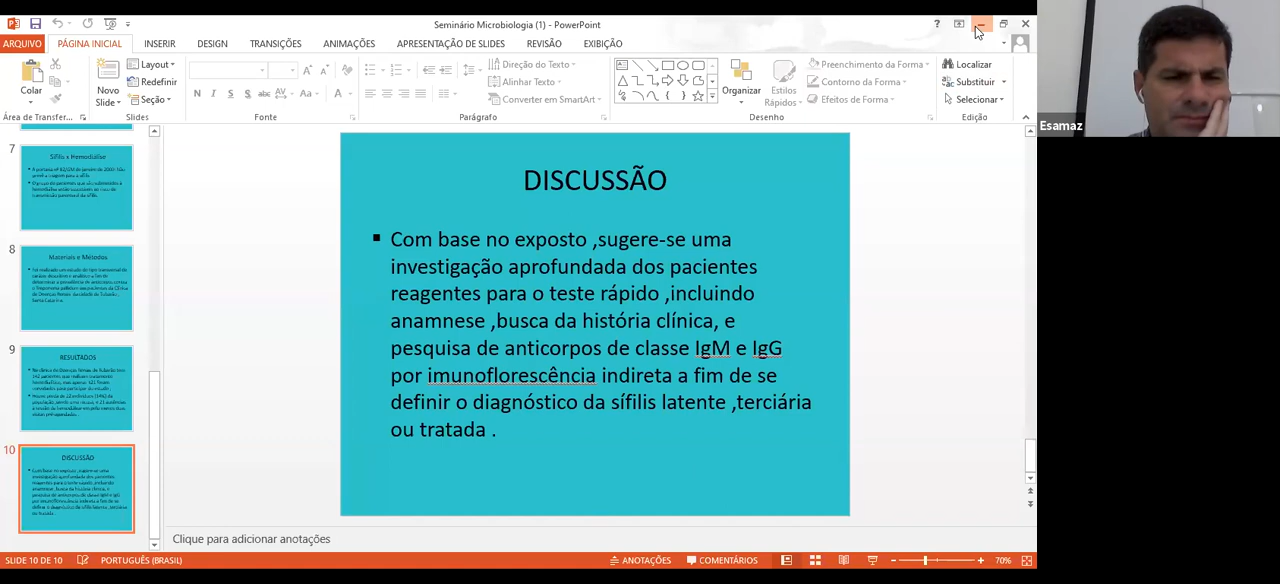 Seminário Microbiologia (1) - PowerPoint
ARQUIVO PÁGINA INICIAL INSERIR DESIGN TRANSIÇÕES ANIMAÇÕES APRESENTAÇÃO DE SLIDES REVISÃO EXIBIÇÃO
Colar
Novo
Slide
Layout
Redefinir
Seção
N I S S abc AV Aa A
Direção do Texto
Alinhar Texto
Converter em SmartArt
Organizar
Estilos
Rápidos
Preenchimento da Forma
Contorno da Forma
Efeitos de Forma
Localizar
Substituir
Selecionar
Área de Transfer... Slides Fonte Parágrafo Desenho Edição
Esamaz
7
Sífilis x Hemodiálise
8
Materiais e Métodos
9
RESULTADOS
10
DISCUSSÃO
DISCUSSÃO
Com base no exposto ,sugere-se uma
investigação aprofundada dos pacientes
reagentes para o teste rápido ,incluindo
anamnese ,busca da história clínica, e
pesquisa de anticorpos de classe IgM e IgG
por imunoflorescência indireta a fim de se
definir o diagnóstico da sífilis latente ,terciária
ou tratada .
Clique para adicionar anotações
SLIDE 10 DE 10 PORTUGUÊS (BRASIL) ANOTAÇÕES COMENTÁRIOS 70%